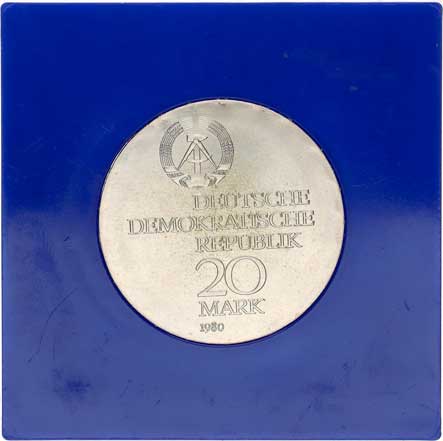 DEUTSCHE
DEMOKRATISCHE
REPUBLIK
20
MARK
1980